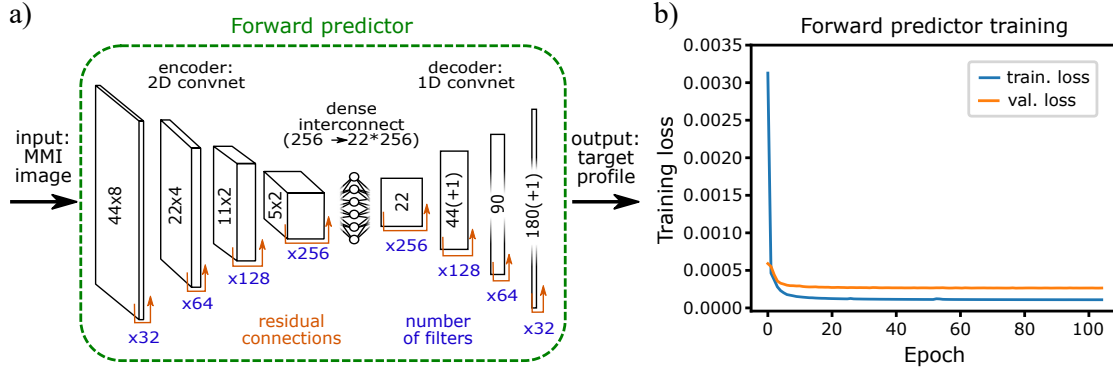 a)
Forward predictor
input:
MMI
image
encoder:
2D convnet
dense
interconnect
(256 →22*256)
decoder:
1D convnet
output:
target
profile
44x8
22x4
11x2
5x2
22
44(+1)
90
180(+1)
x32
x64
x128
x256
x256
x128
x64
x32
residual
connections
number
of filters
b)
Forward predictor training
train. loss
val. loss
Training loss
0.0035
0.0030
0.0025
0.0020
0.0015
0.0010
0.0005
0.0000
0
20
40
60
80
100
Epoch